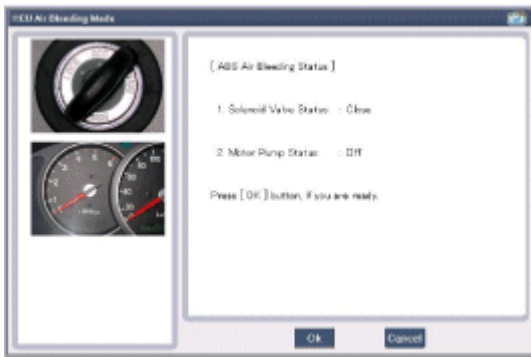 HCU Air Bleeding Mode
[ ABS Air Bleeding Status ]
1. Solenoid Valve Status : Close
2. Motor Pump Status : Off
Press [ OK ] button, if you are ready.
Ok
Cancel